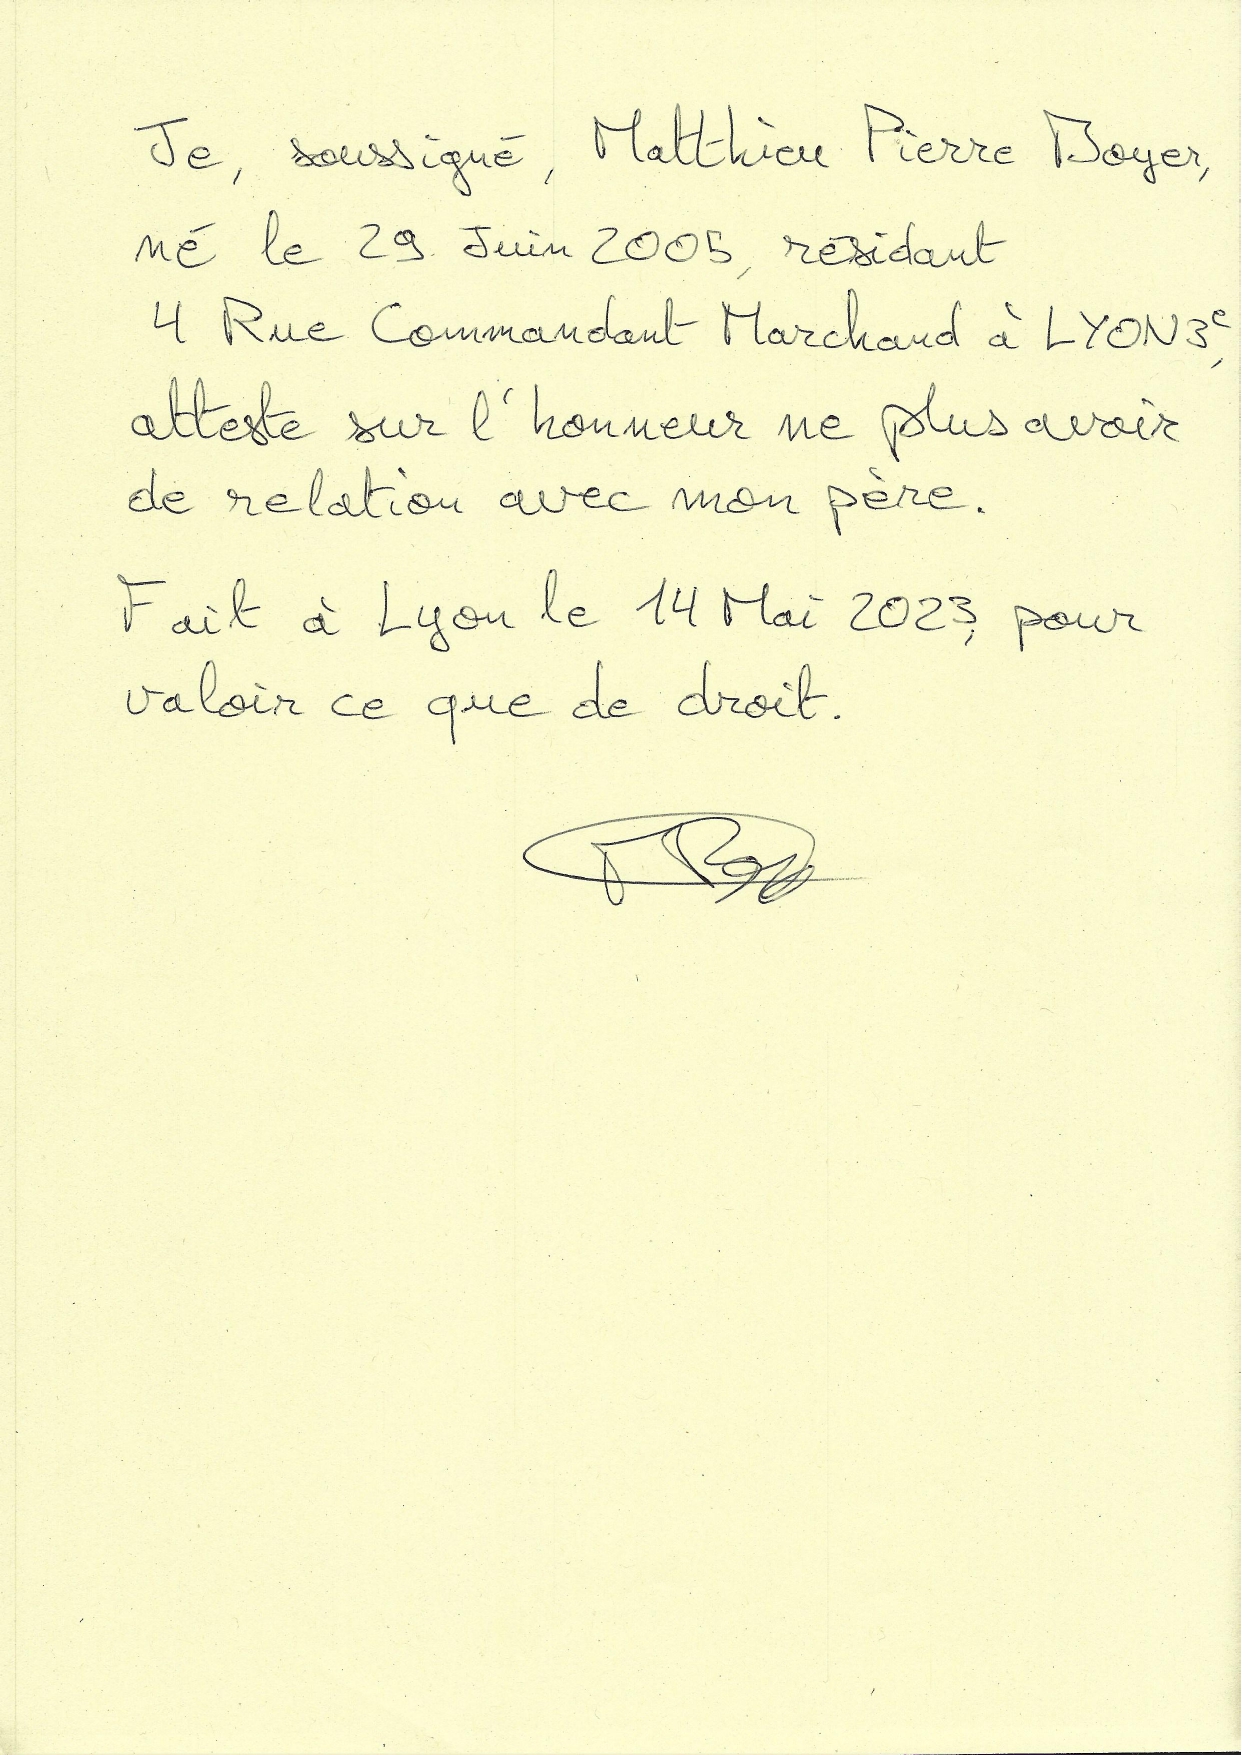 Je, soussigné, Matthieu Pierre Boyer,
né le 29 Juin 2005, résidant
4 Rue Commandant Marchand à LYON 3e,
atteste sur l'honneur ne plus avoir
de relation avec mon père.
Fait à Lyon le 14 Mai 2023, pour
valoir ce que de droit.